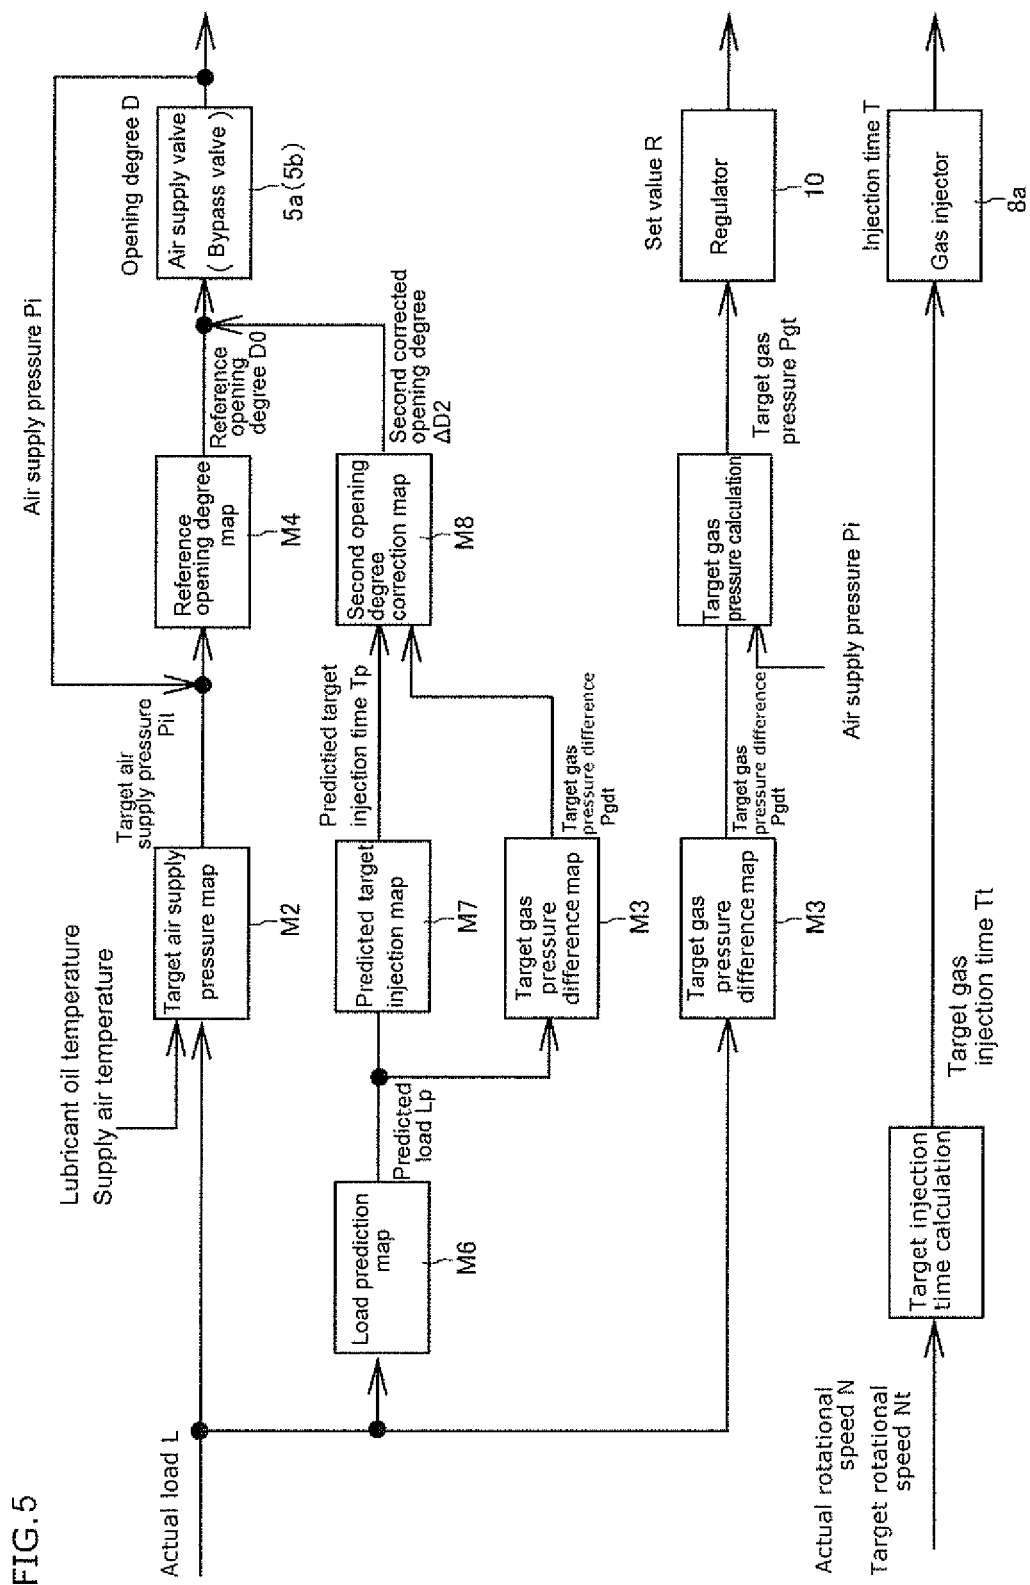 FIG.5
Actual load L
Lubricant oil temperature
Supply air temperature
Target air supply
pressure map
M2
Target air
supply pressure
Pit
Air supply pressure Pi
Reference
opening degree
map
M4
Reference
opening
degree D0
Opening degree D
Air supply valve
( Bypass valve )
5a(5b)
Load prediction
map
M6
Predicted
load Lp
Predicted target
injection map
M7
Predictied target
injection time Tp
Second opening
degree
correction map
M8
Second corrected
opening degree
ΔD2
Target gas
pressure
difference map
M3
Target gas
pressure difference
Pgdt
Target gas
pressure
difference map
M3
Target gas
pressure difference
Pgdt
Air supply pressure Pi
Target gas
pressure calculation
Target gas
pressure Pgt
Set value R
Regulator
10
Actual rotational
speed N
Target rotational
speed Nt
Target injection
time calculation
Target gas
injection time Tt
Injection time T
Gas injector
8a